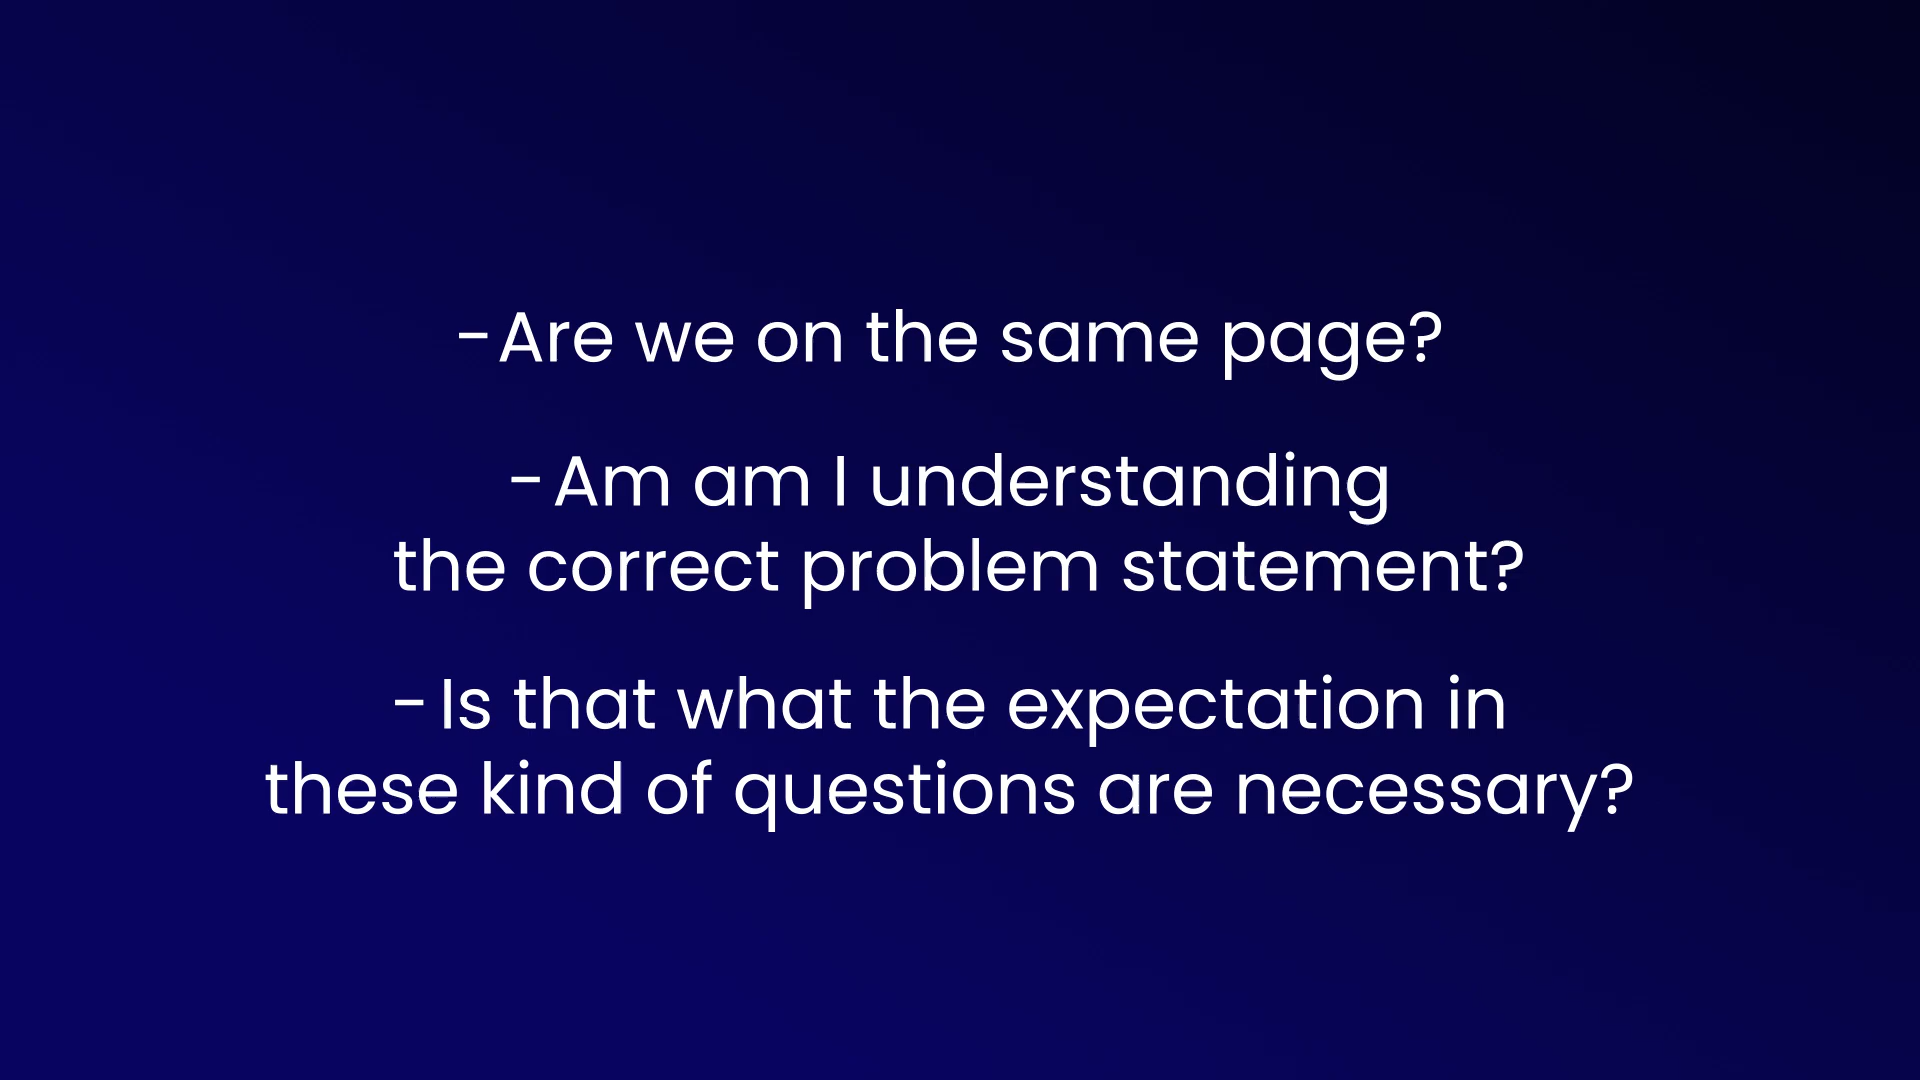 -Are we on the same page?
- Am am I understanding
the correct problem statement?
- Is that what the expectation in
these kind of questions are necessary?